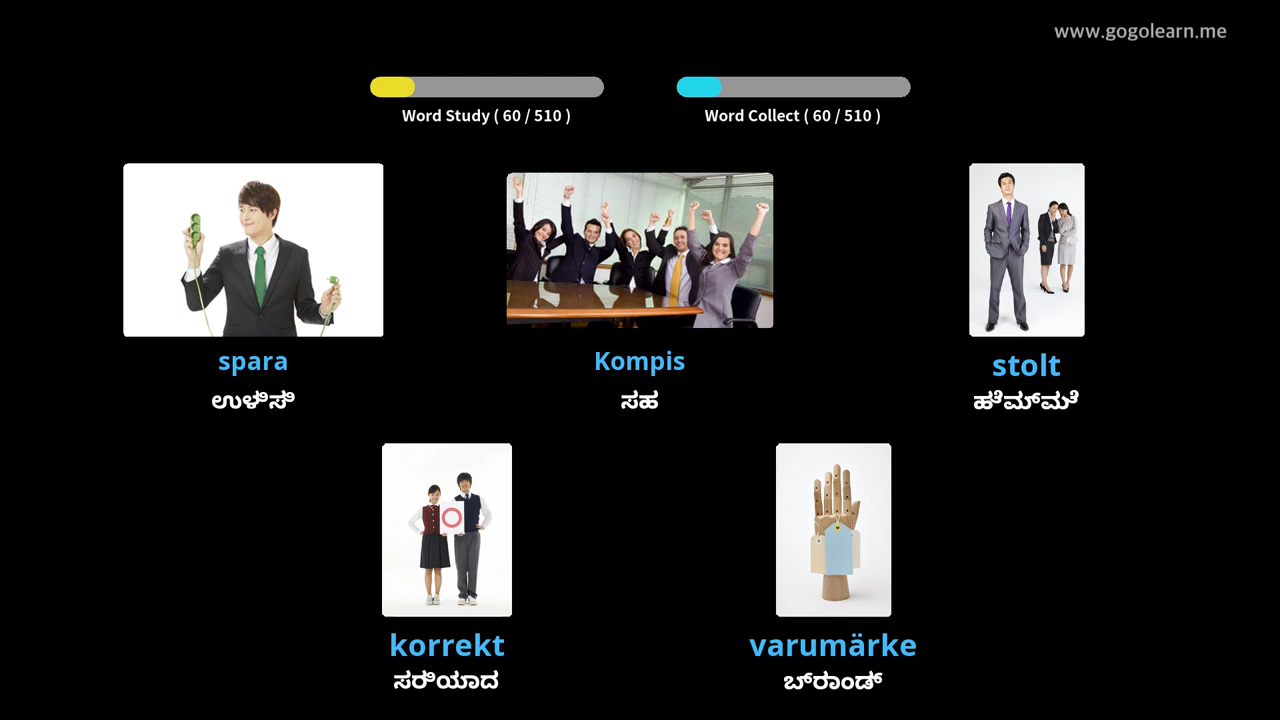 www.gogolearn.me
Word Study ( 60 / 510 )
Word Collect ( 60 / 510 )
spara
ಉಳಿಸಿ
Kompis
ಸಹ
stolt
ಹೆಮ್ಮೆ
korrekt
ಸರಿಯಾದ
varumärke
ಬ್ರಾಂಡ್